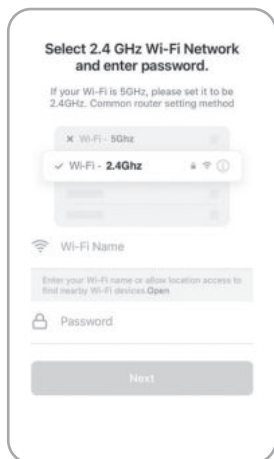 Select 2.4 GHz Wi-Fi Network
and enter password.
If your Wi-Fi is 5GHz, please set it to be
2.4GHz. Common router setting method
Wi-Fi - 5Ghz
Wi-Fi - 2.4Ghz
Wi-Fi Name
Enter your Wi-Fi name or allow location access to
find nearby Wi-Fi devices.Open
Password
Next